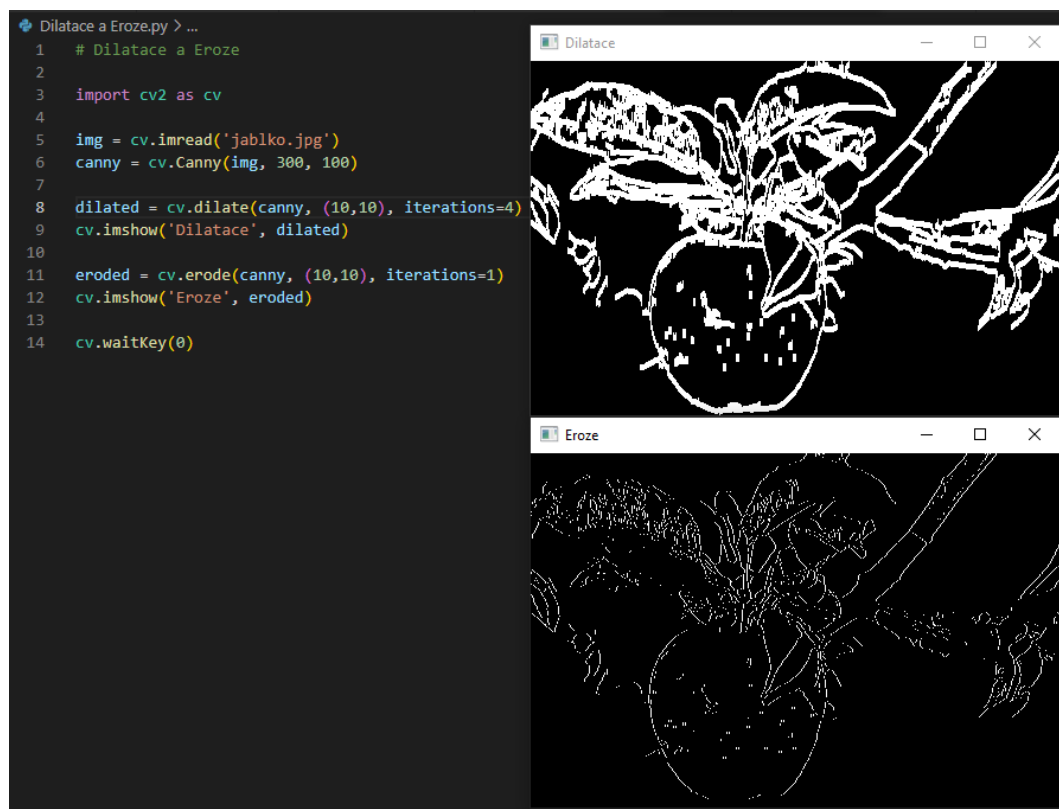 Dilatace a Eroze.py > ...
1 # Dilatace a Eroze
2
3 import cv2 as cv
4
5 img = cv.imread('jablko.jpg')
6 canny = cv.Canny(img, 300, 100)
7
8 dilated = cv.dilate(canny, (10,10), iterations=4)
9 cv.imshow('Dilatace', dilated)
10
11 eroded = cv.erode(canny, (10,10), iterations=1)
12 cv.imshow('Eroze', eroded)
13
14 cv.waitKey(0)
Dilatace
Eroze